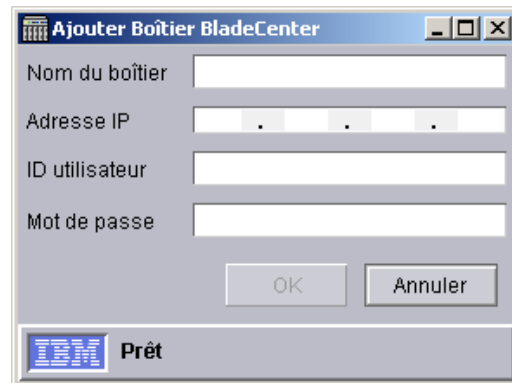 Ajouter Boîtier BladeCenter
Nom du boîtier
Adresse IP
. . .
ID utilisateur
Mot de passe
OK
Annuler
IBM
Prêt